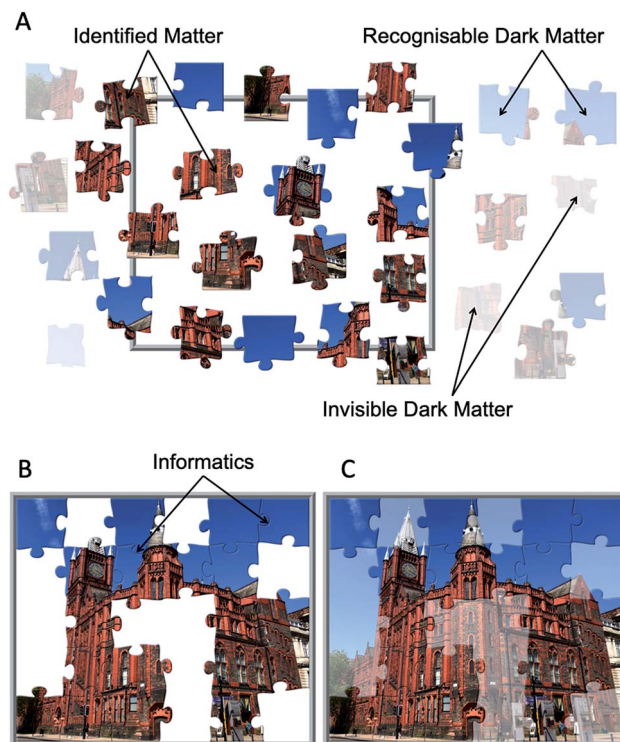 A
Identified Matter
Recognisable Dark Matter
Invisible Dark Matter
B
Informatics
C